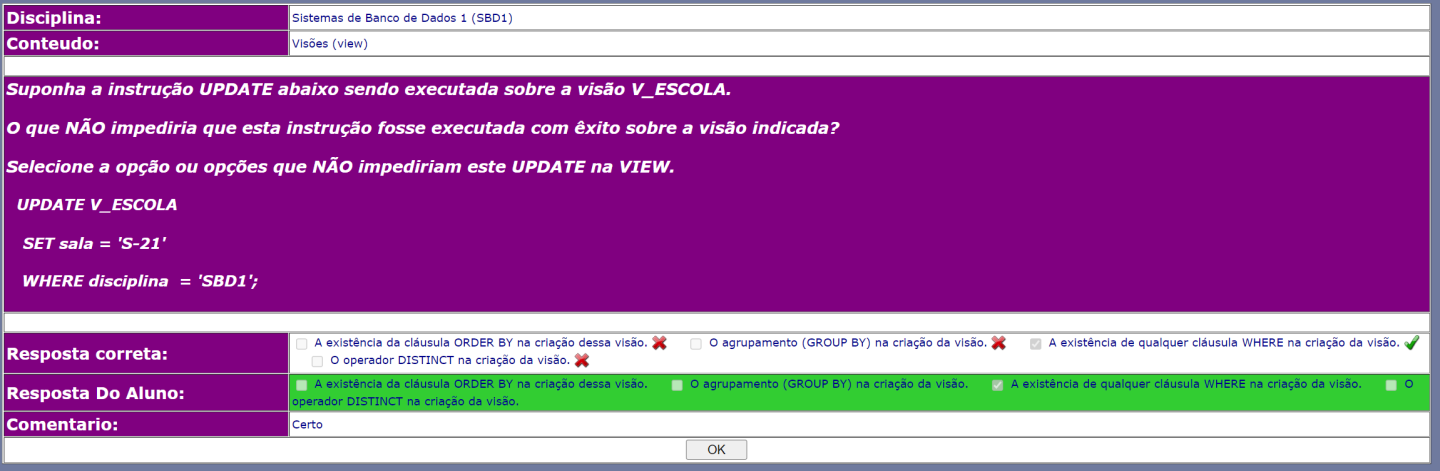 Disciplina: Sistemas de Banco de Dados 1 (SBD1)
Conteudo: Visões (view)
Suponha a instrução UPDATE abaixo sendo executada sobre a visão V_ESCOLA.
O que NÃO impediria que esta instrução fosse executada com êxito sobre a visão indicada?
Selecione a opção ou opções que NÃO impediriam este UPDATE na VIEW.
UPDATE V_ESCOLA
SET sala = 'S-21'
WHERE disciplina = 'SBD1';
Resposta correta: A existência da cláusula ORDER BY na criação dessa visão. O agrupamento (GROUP BY) na criação da visão. A existência de qualquer cláusula WHERE na criação da visão.
O operador DISTINCT na criação da visão.
Resposta Do Aluno: A existência da cláusula ORDER BY na criação dessa visão. O agrupamento (GROUP BY) na criação da visão. A existência de qualquer cláusula WHERE na criação da visão. O
operador DISTINCT na criação da visão.
Comentario: Certo
OK